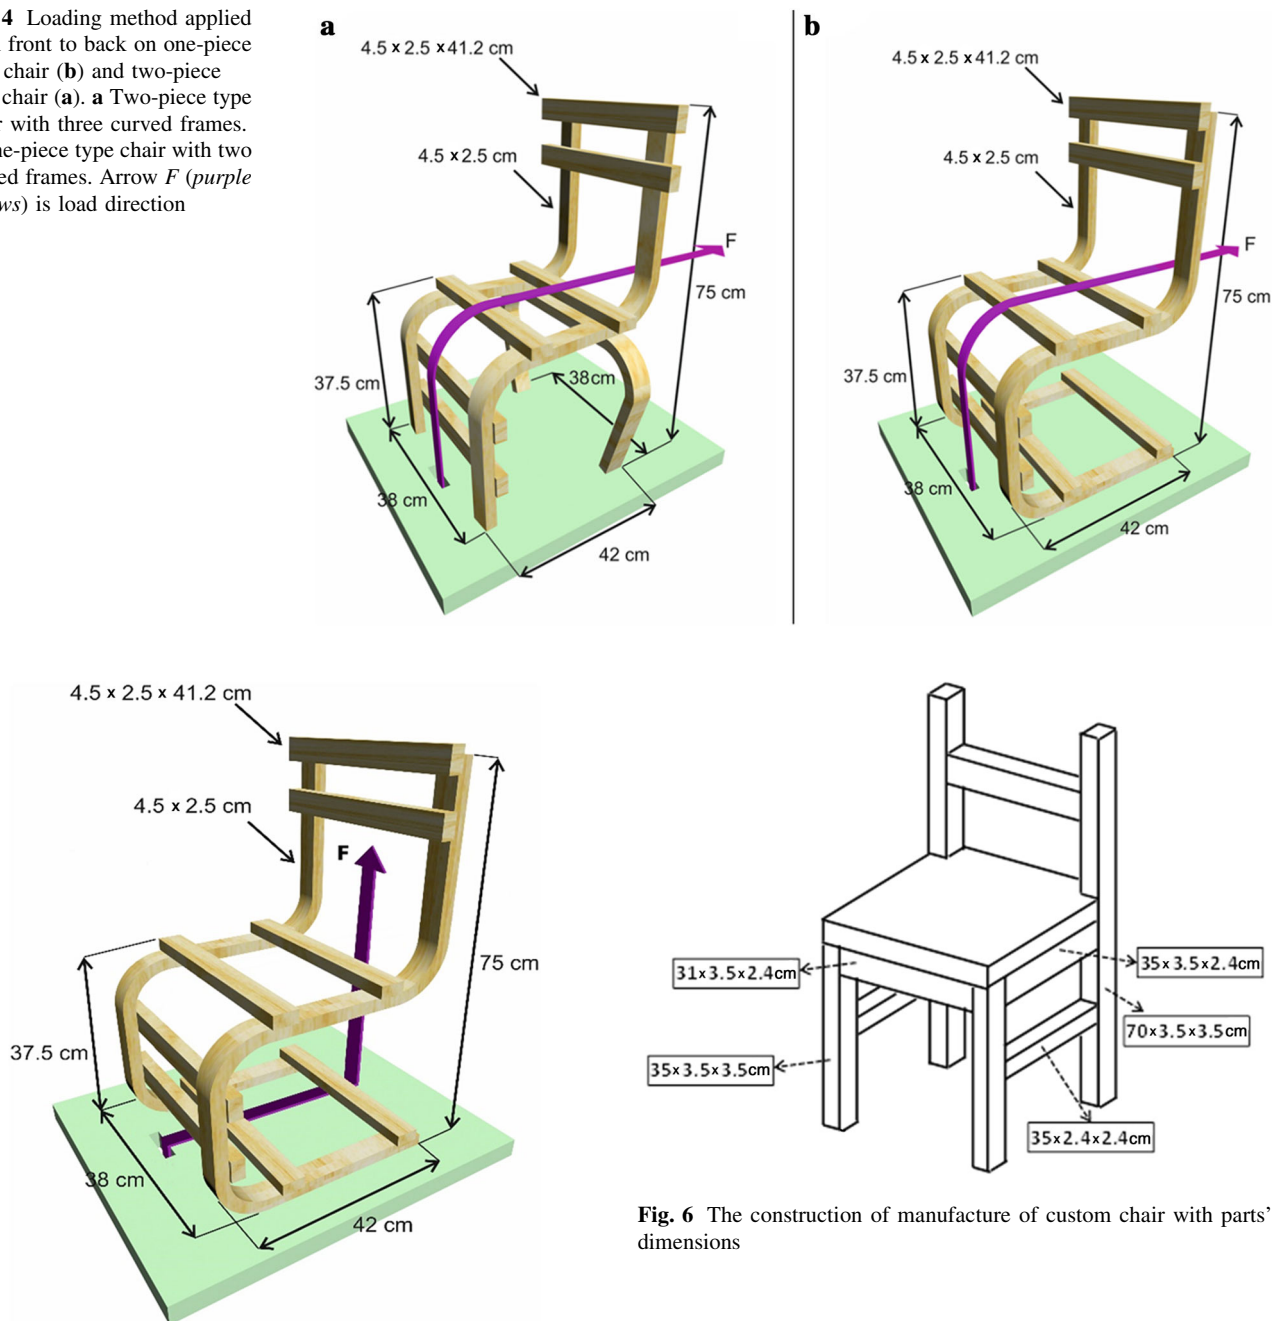 4 Loading method applied
front to back on one-piece
chair (b) and two-piece
chair (a). a Two-piece type
with three curved frames.
ne-piece type chair with two
ed frames. Arrow F (purple
ws) is load direction
a
4.5 x 2.5 x 41.2 cm
4.5 x 2.5 cm
F
75 cm
37.5 cm
38cm
38 cm
42 cm
b
4.5 x 2.5 x 41.2 cm
4.5 x 2.5 cm
F
75 cm
37.5 cm
38 cm
42 cm
4.5 x 2.5 x 41.2 cm
4.5 x 2.5 cm
F
75 cm
37.5 cm
38 cm
42 cm
31x3.5x2.4cm
35x3.5x2.4cm
70x3.5x3.5cm
35x3.5x3.5cm
35x2.4x2.4cm
Fig. 6 The construction of manufacture of custom chair with parts’
dimensions